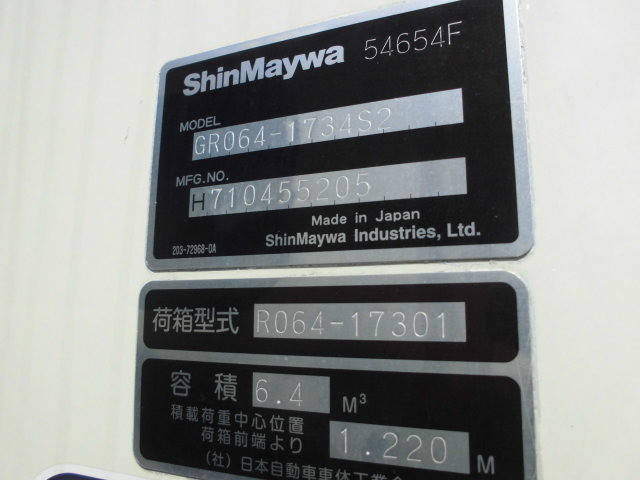 ShinMaywa 54654F
MODEL
GR064-1734S2
MFG.NO.
H710455205
Made in Japan
203-72968-0A ShinMaywa Industries, Ltd.
荷箱型式 R064-17301
容積 6.4 M³
積載荷重中心位置
荷箱前端より 1.220 M
(社)日本自動車車体工業会